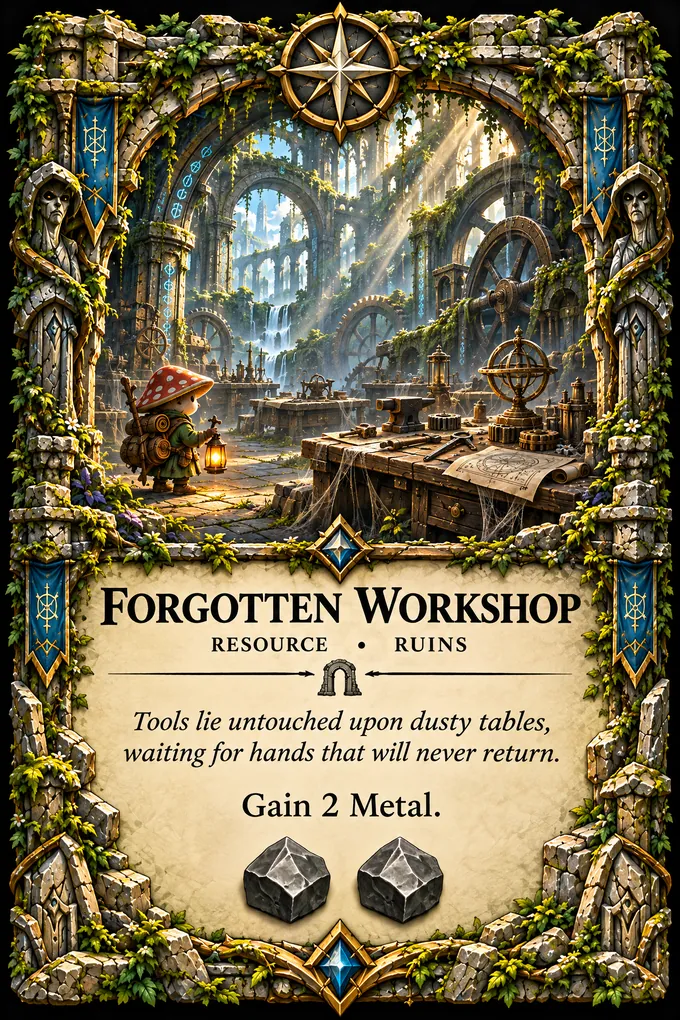 Forgotten Workshop
RESOURCE • RUINS
Tools lie untouched upon dusty tables,
waiting for hands that will never return.
Gain 2 Metal.